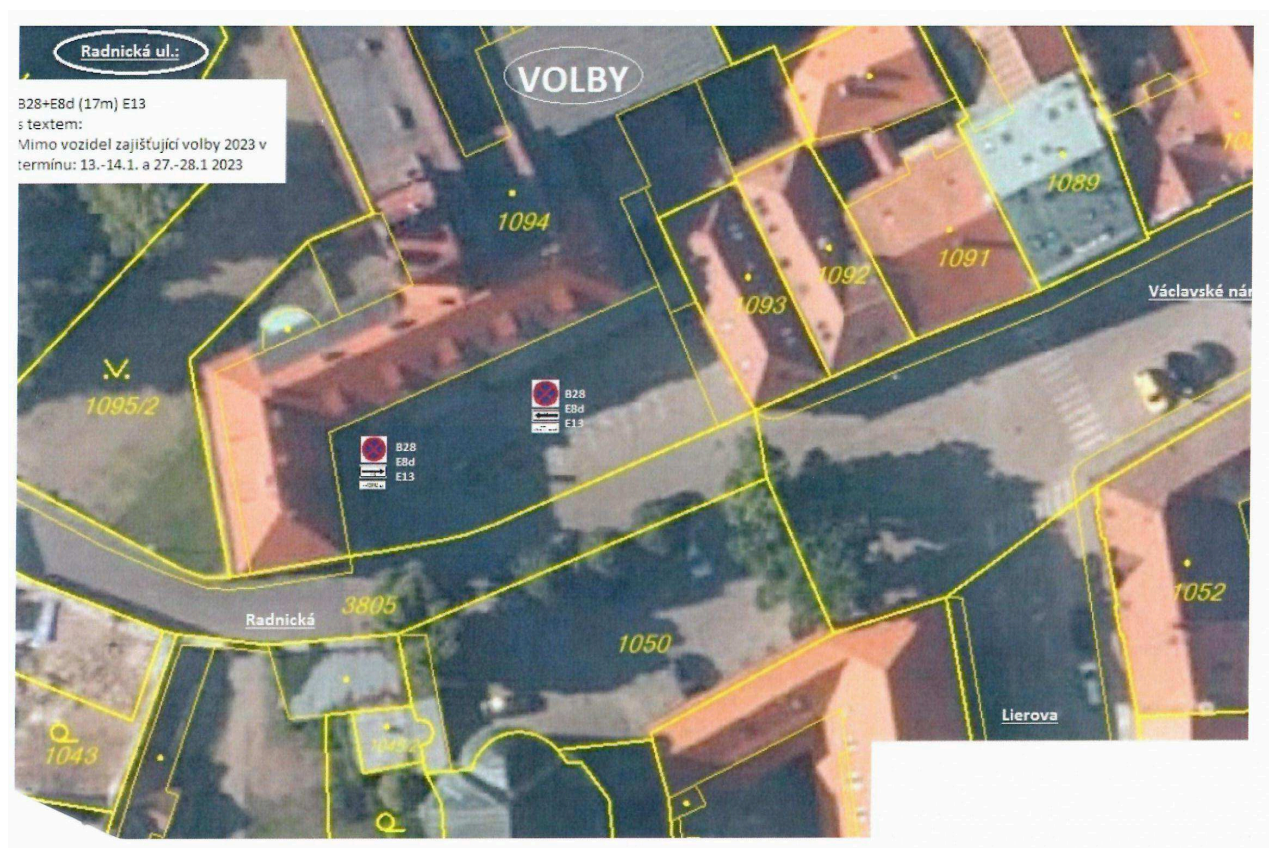 Radnická ul.:
VOLBY
B28+E8d (17m) E13
s textem:
Mimo vozidel zajišťující volby 2023 v
termínu: 13.-14.1. a 27.-28.1 2023
1094
1089
1092
1091
1093
Václavské nám
1095/2
B28
E8d
E13
B28
E8d
E13
3805
Radnická
1050
1052
Lierova
1043